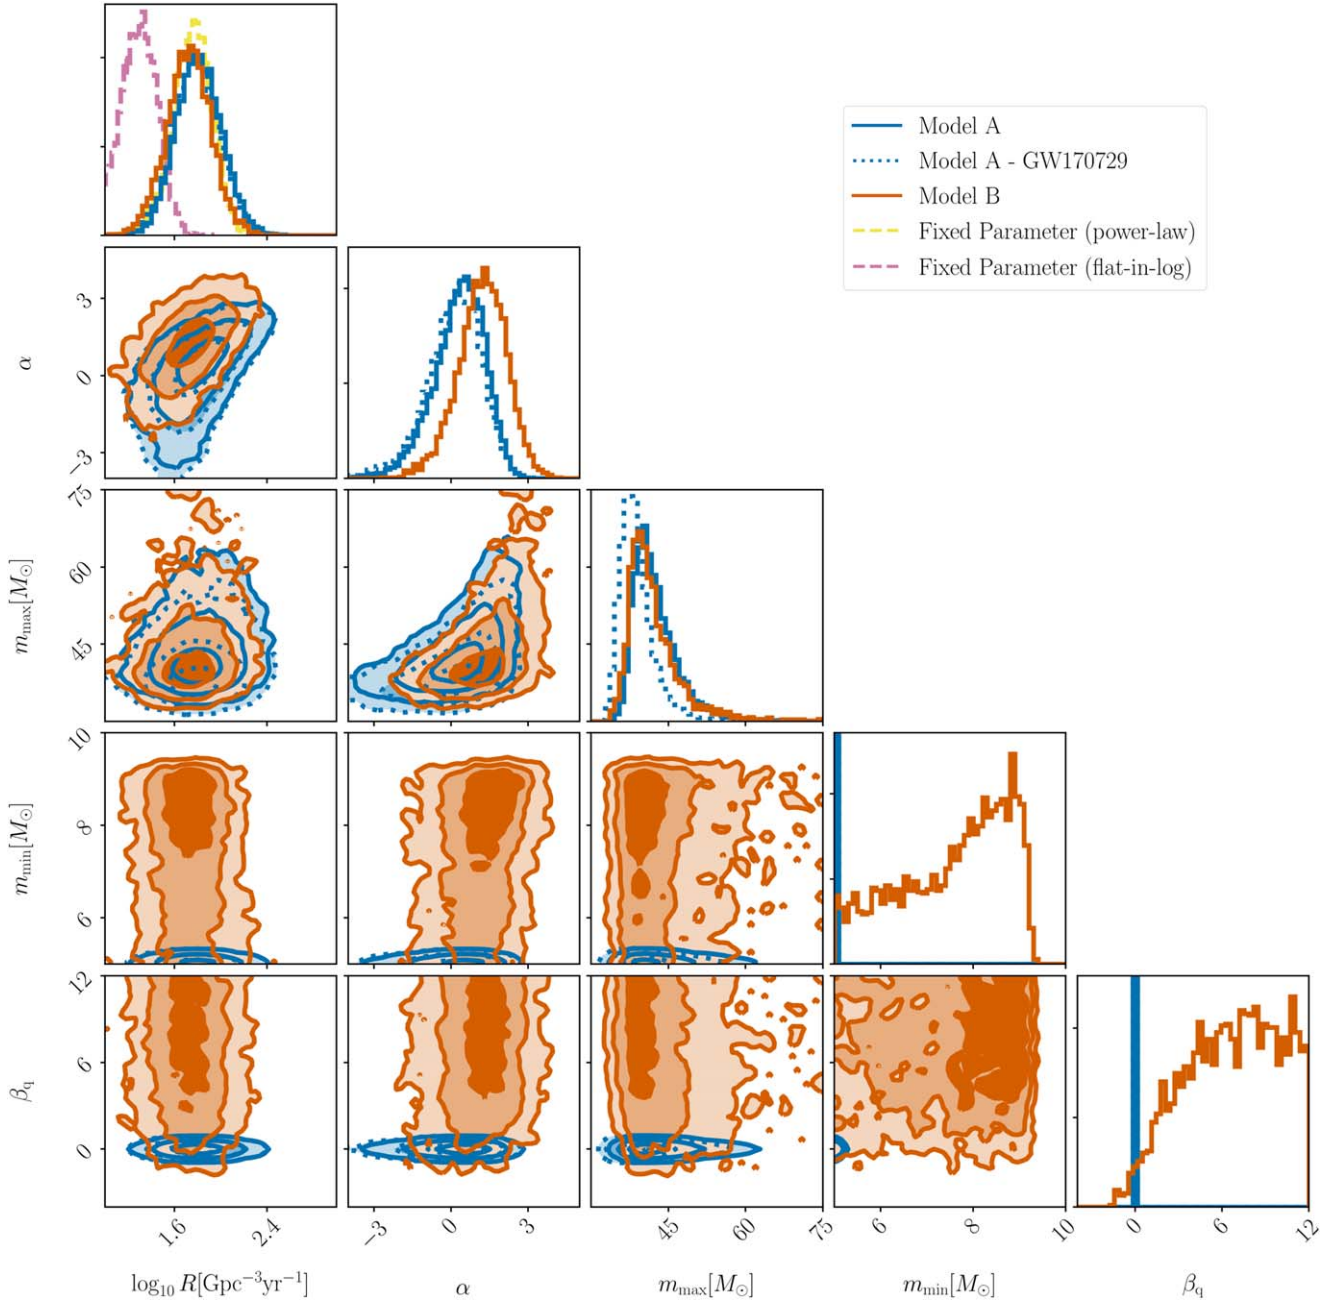 Model A
Model A - GW170729
Model B
Fixed Parameter (power-law)
Fixed Parameter (flat-in-log)
3
0
−3
α
75
60
45
m_max[M_⊙]
10
8
6
m_min[M_⊙]
12
6
0
β_q
1.6 2.4 −3 0 3 45 60 75 6 8 10 0 6 12
log₁₀ R[Gpc⁻³yr⁻¹] α m_max[M_⊙] m_min[M_⊙] β_q